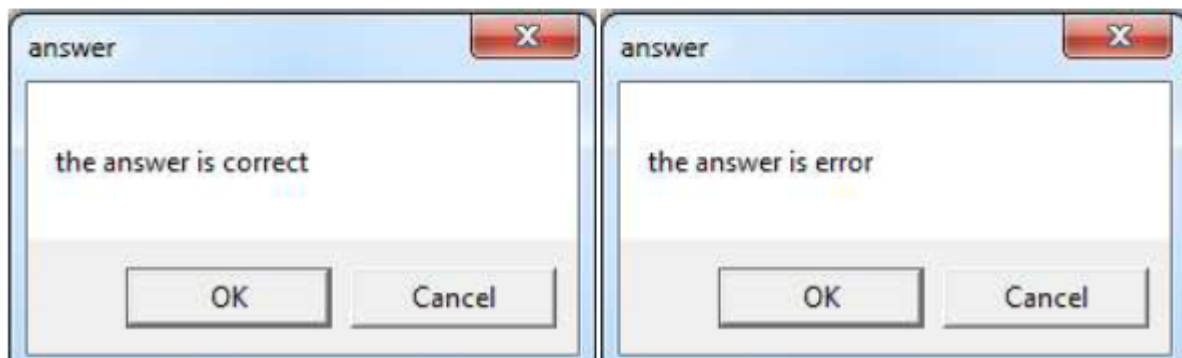 answer
the answer is correct
OK Cancel
answer
the answer is error
OK Cancel